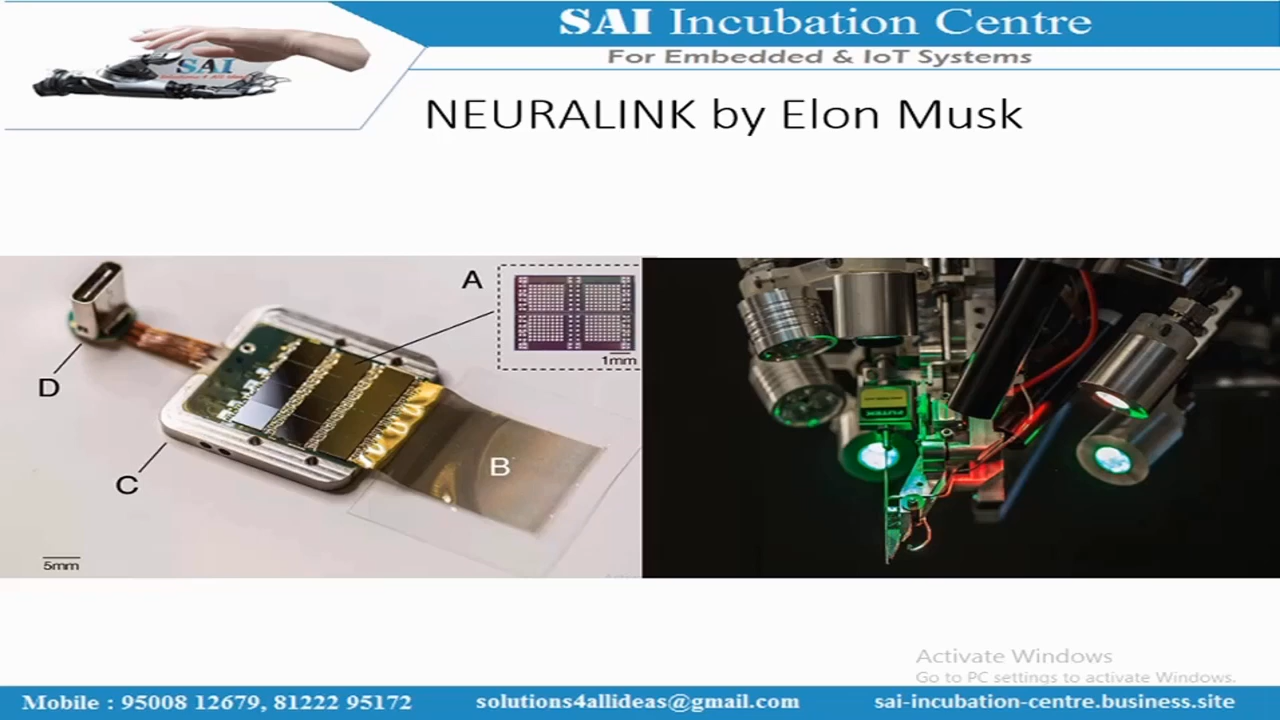 SAI Incubation Centre
For Embedded & IoT Systems
SAI
NEURALINK by Elon Musk
A
1mm
D
B
C
5mm
FUTEK
Activate Windows
Go to PC settings to activate Windows.
Mobile : 95008 12679, 81222 95172
solutions4allideas@gmail.com
sai-incubation-centre.business.site